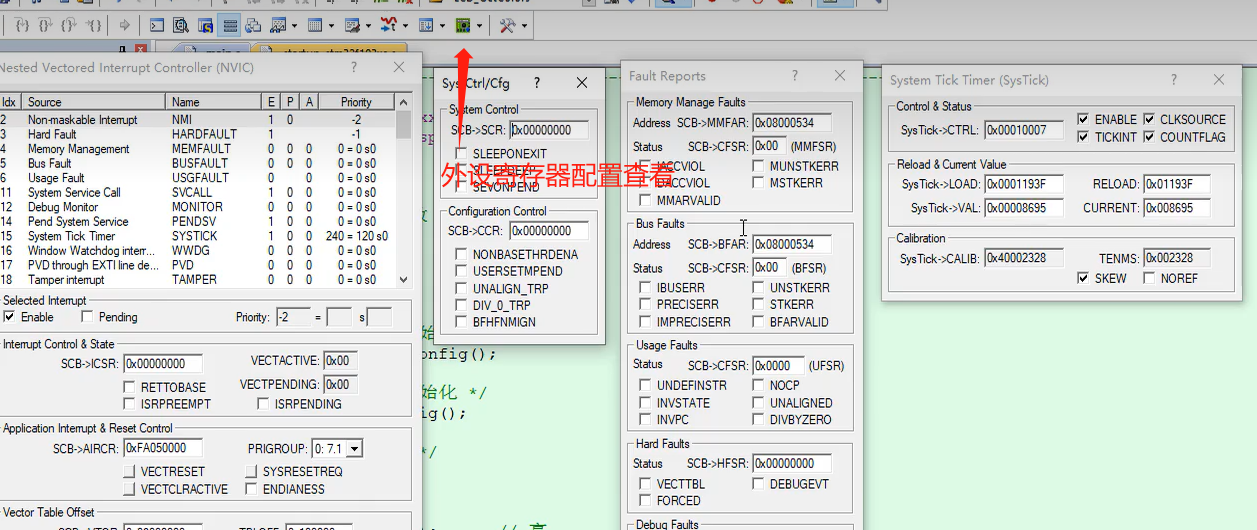 Nested Vectored Interrupt Controller (NVIC)
Idx Source Name E P A Priority
2 Non-maskable Interrupt NMI 1 0 -2
3 Hard Fault HARDFAULT 1 -1
4 Memory Management MEMFAULT 0 0 0 0 = 0 s0
5 Bus Fault BUSFAULT 0 0 0 0 = 0 s0
6 Usage Fault USGFAULT 0 0 0 0 = 0 s0
11 System Service Call SVCALL 1 0 0 0 = 0 s0
12 Debug Monitor MONITOR 0 0 0 0 = 0 s0
14 Pend System Service PENDSV 1 0 0 0 = 0 s0
15 System Tick Timer SYSTICK 1 0 0 240 = 120 s0
16 Window Watchdog interr... WWDG 0 0 0 0 = 0 s0
17 PVD through EXTI line de... PVD 0 0 0 0 = 0 s0
18 Tamper interrupt TAMPER 0 0 0 0 = 0 s0
Selected Interrupt
Enable Pending Priority: -2 = s
Interrupt Control & State
SCB->ICSR: 0x00000000 VECTACTIVE: 0x00
RETTOBASE VECTPENDING: 0x00
ISRPREEMPT ISRPENDING
Application Interrupt & Reset Control
SCB->AIRCR: 0xFA050000 PRIGROUP: 0: 7.1
VECTRESET SYSRESETREQ
VECTCLRACTIVE ENDIANESS
Vector Table Offset
Sys Ctrl/Cfg
System Control
SCB->SCR: 0x00000000
SLEEPONEXIT
SLEEPDEEP
SEVONPEND
外设寄存器配置查看
Configuration Control
SCB->CCR: 0x00000000
NONBASETHRDENA
USERSETMPEND
UNALIGN_TRP
DIV_0_TRP
BFHFNMIGN
onfig();
始化 */
ig();
*/
Fault Reports
Memory Manage Faults
Address SCB->MMFAR: 0x08000534
Status SCB->CFSR: 0x00 (MMFSR)
IACCVIOL MUNSTKERR
DACCVIOL MSTKERR
MMARVALID
Bus Faults
Address SCB->BFAR: 0x08000534
Status SCB->CFSR: 0x00 (BFSR)
IBUSERR UNSTKERR
PRECISERR STKERR
IMPRECISERR BFARVALID
Usage Faults
Status SCB->CFSR: 0x0000 (UFSR)
UNDEFINSTR NOCP
INVSTATE UNALIGNED
INVPC DIVBYZERO
Hard Faults
Status SCB->HFSR: 0x00000000
VECTTBL DEBUGEVT
FORCED
Debug Faults
System Tick Timer (SysTick)
Control & Status
SysTick->CTRL: 0x00010007 ENABLE CLKSOURCE
TICKINT COUNTFLAG
Reload & Current Value
SysTick->LOAD: 0x0001193F RELOAD: 0x01193F
SysTick->VAL: 0x00008695 CURRENT: 0x008695
Calibration
SysTick->CALIB: 0x40002328 TENMS: 0x002328
SKEW NOREF